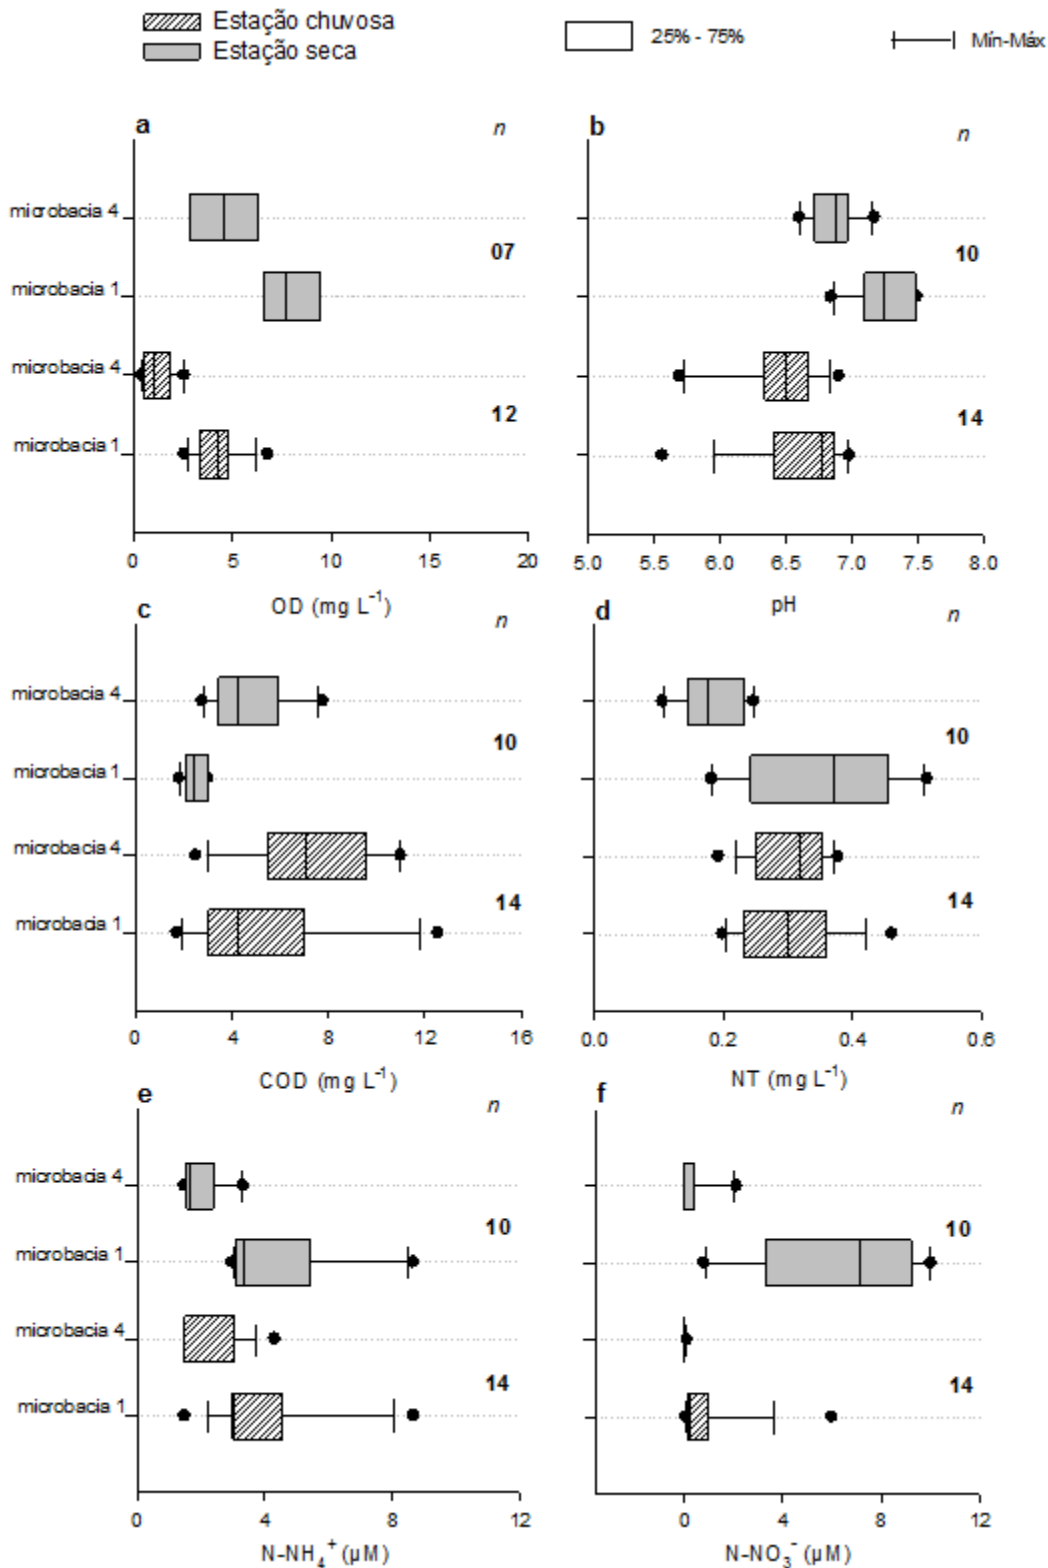 Estação chuvosa
Estação seca
25% - 75%
Mín-Máx
a
n
microbacia 4
07
microbacia 1
microbacia 4
12
microbacia 1
0 5 10 15 20
OD (mg L⁻¹)
b
n
10
14
5.0 5.5 6.0 6.5 7.0 7.5 8.0
pH
c
n
microbacia 4
10
microbacia 1
microbacia 4
14
microbacia 1
0 4 8 12 16
COD (mg L⁻¹)
d
n
10
14
0.0 0.2 0.4 0.6
NT (mg L⁻¹)
e
n
microbacia 4
10
microbacia 1
microbacia 4
14
microbacia 1
0 4 8 12
N-NH₄⁺ (µM)
f
n
10
14
0 4 8 12
N-NO₃⁻ (µM)